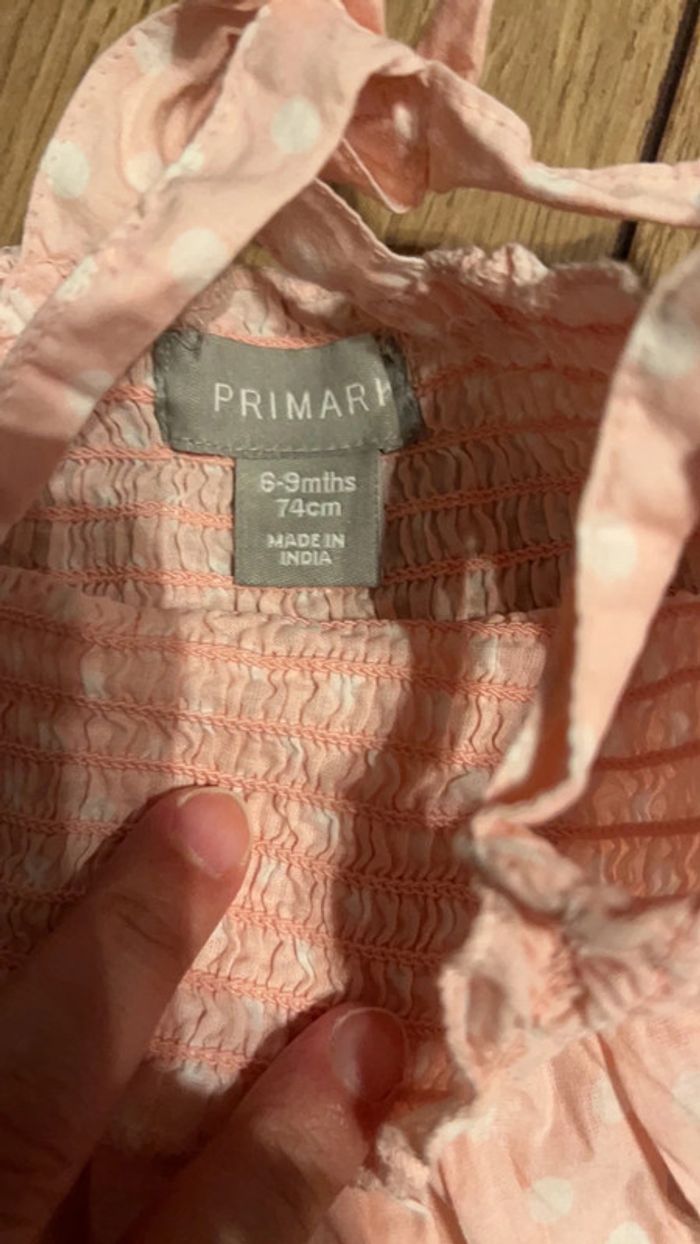 PRIMARK
6-9mths
74cm
MADE IN
INDIA